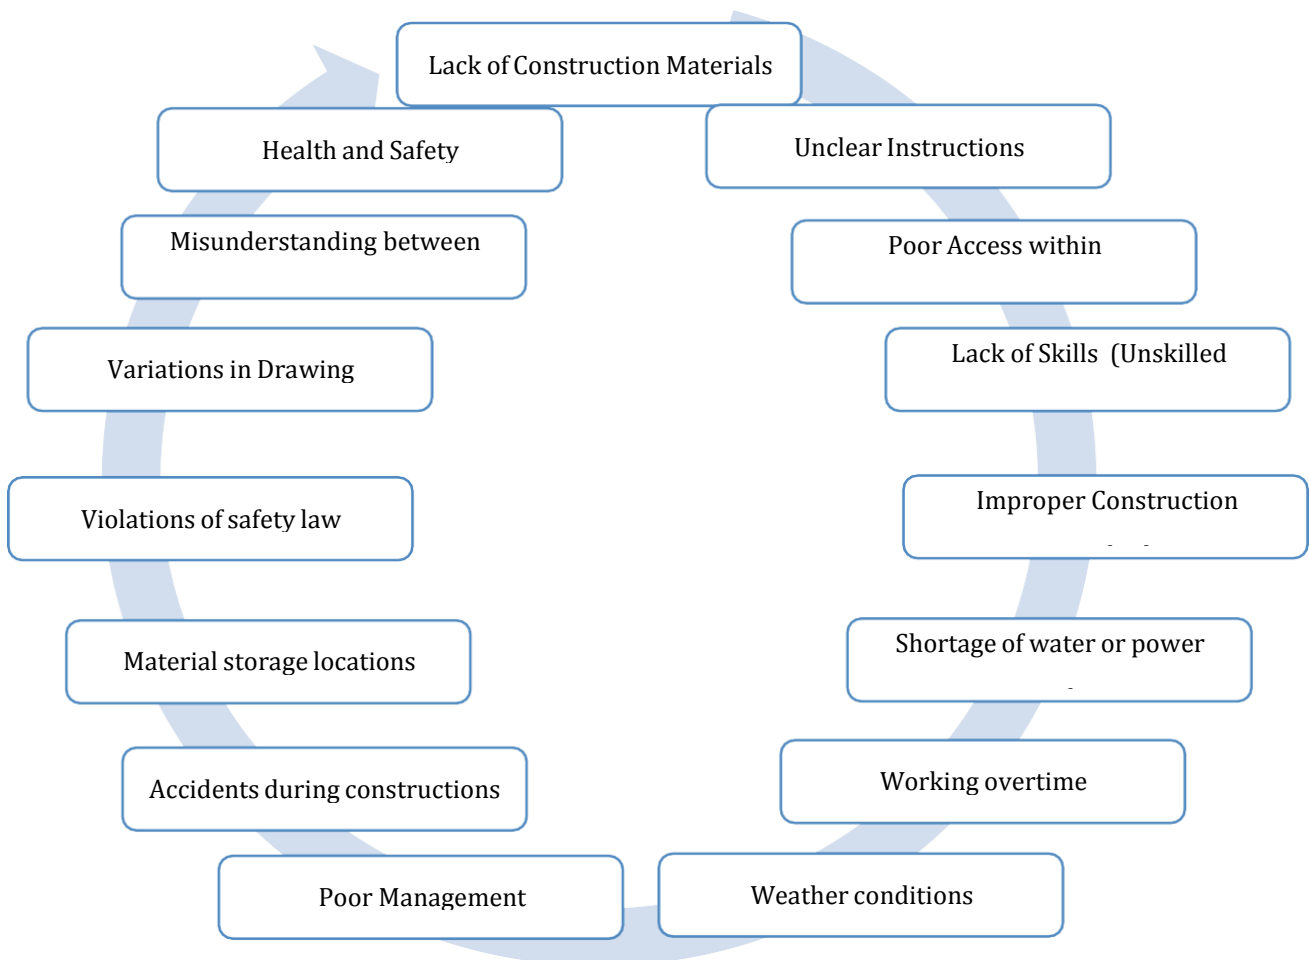 Lack of Construction Materials
Unclear Instructions
Poor Access within
Lack of Skills (Unskilled
Improper Construction
Shortage of water or power
Working overtime
Weather conditions
Poor Management
Accidents during constructions
Material storage locations
Violations of safety law
Variations in Drawing
Misunderstanding between
Health and Safety